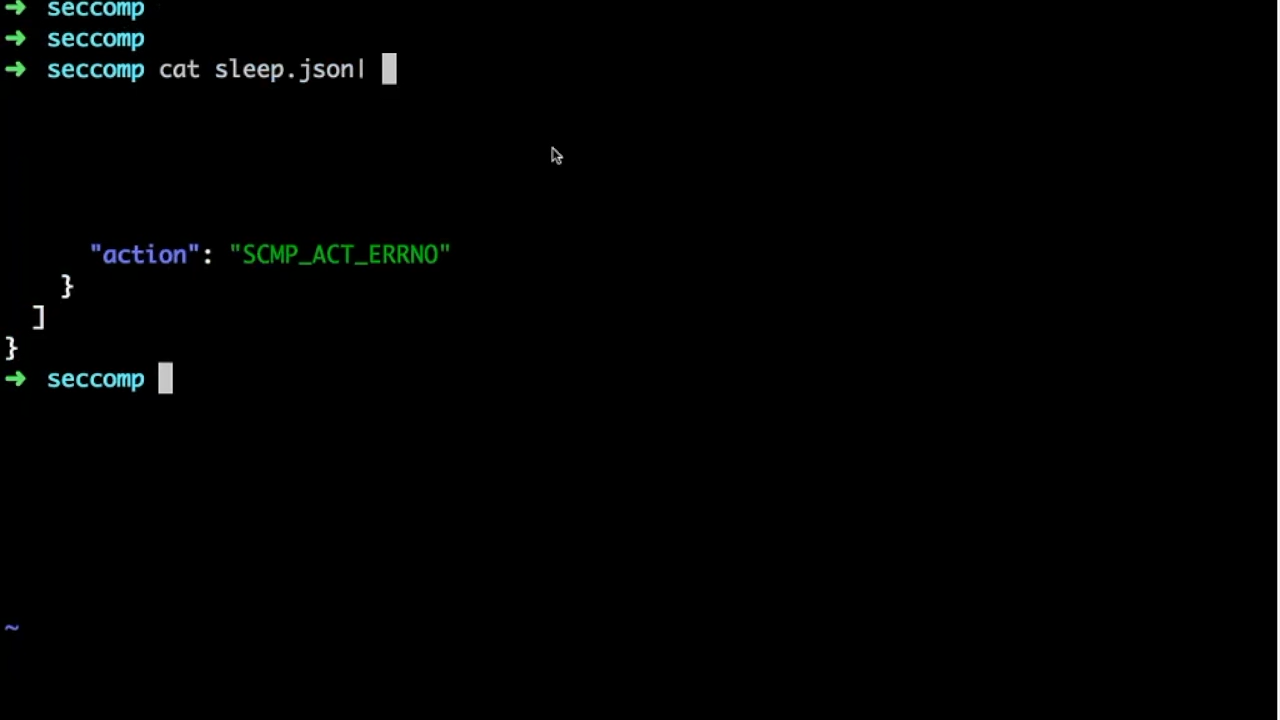 ➜ seccomp
➜ seccomp
➜ seccomp cat sleep.json|
"action": "SCMP_ACT_ERRNO"
}
]
}
➜ seccomp
~